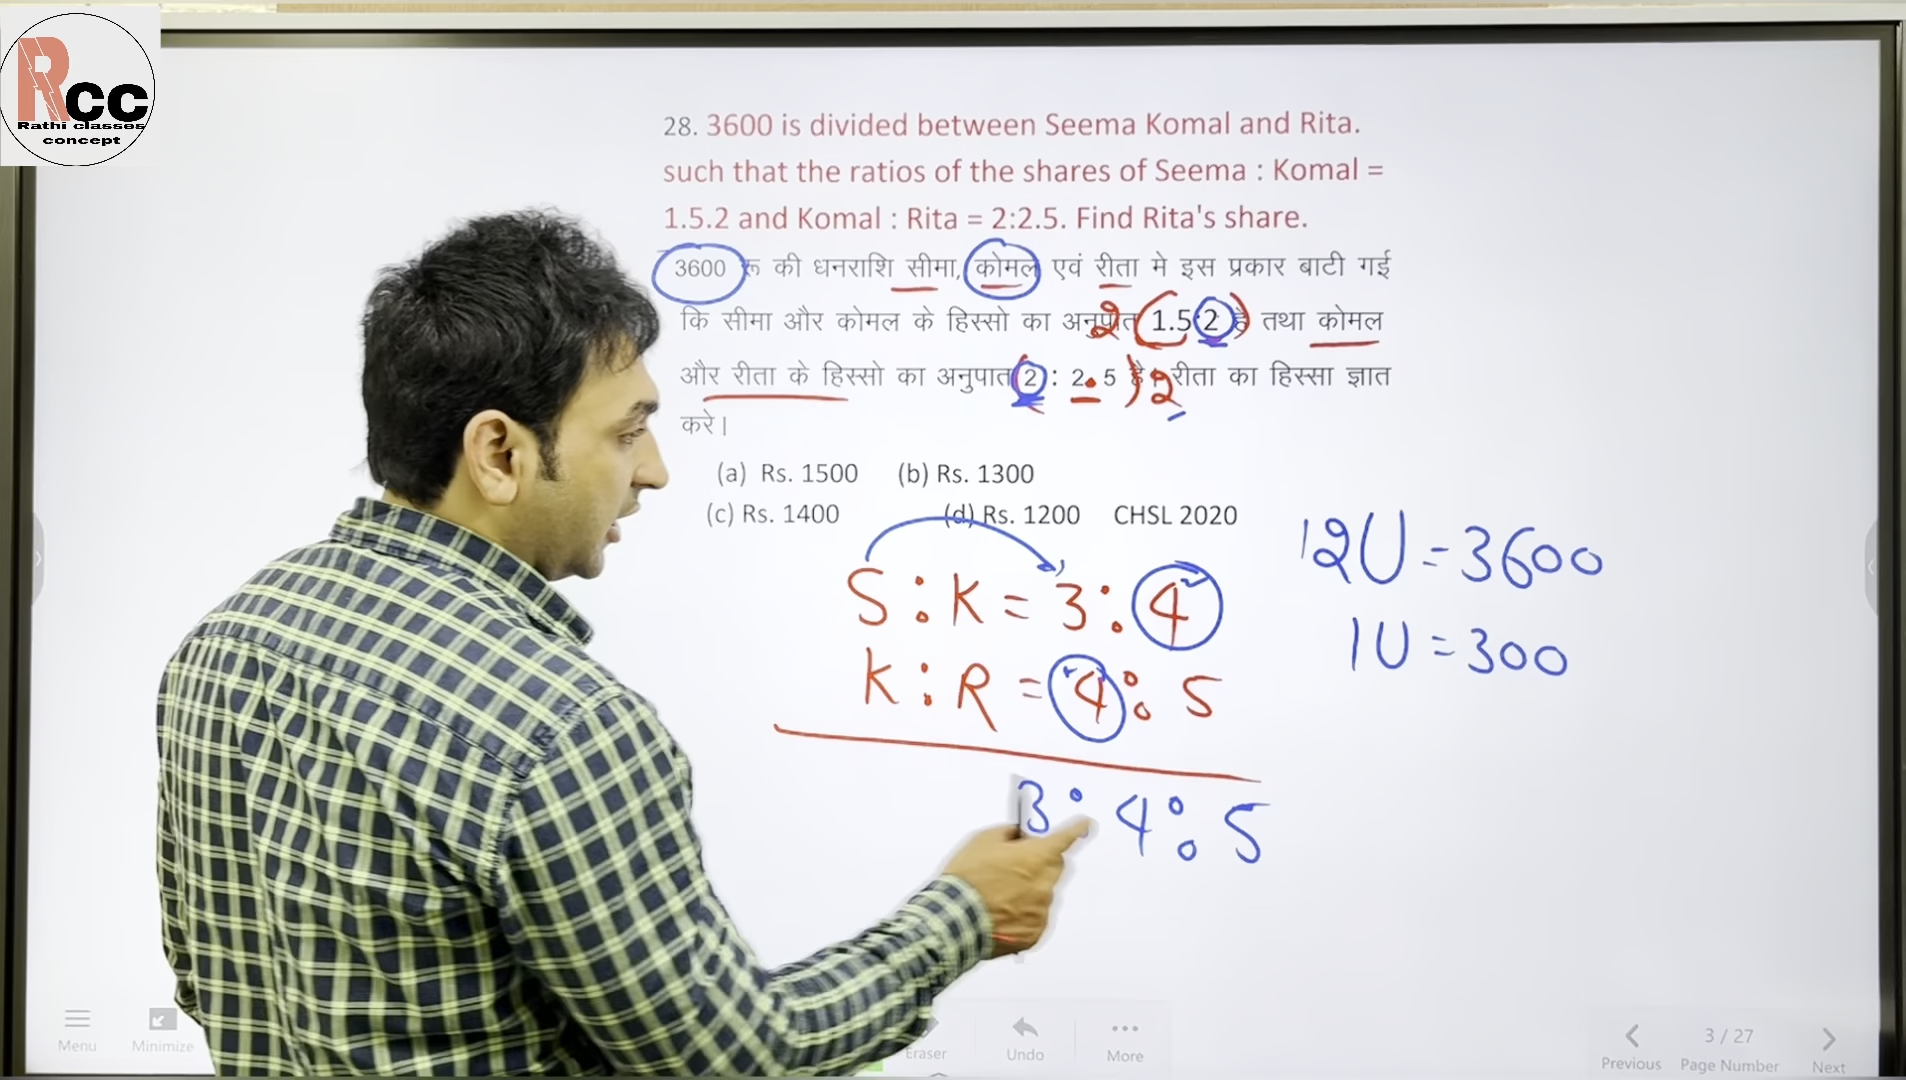 Rcc
Rathi classes
concept
28. 3600 is divided between Seema Komal and Rita.
such that the ratios of the shares of Seema : Komal =
1.5.2 and Komal : Rita = 2:2.5. Find Rita's share.
3600 रू की धनराशि सीमा, कोमल एवं रीता मे इस प्रकार बाटी गई
कि सीमा और कोमल के हिस्सो का अनुपात 2 1.5:2 है तथा कोमल
और रीता के हिस्सो का अनुपात 2 : 2.5 है 2 रीता का हिस्सा ज्ञात
करे।
(a) Rs. 1500 (b) Rs. 1300
(c) Rs. 1400 (d) Rs. 1200 CHSL 2020
12U = 3600
S : K = 3 : 4
1U = 300
K : R = 4 : 5
3 : 4 : 5
Menu
Minimize
Eraser
Undo
More
Previous
3 / 27
Page Number
Next